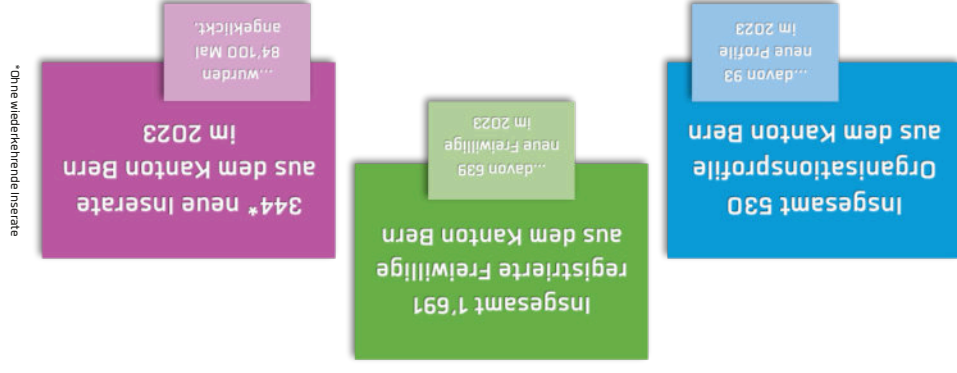 Insgesamt 530
Organisationsprofile
aus dem Kanton Bern
...davon 93
neue Profile
im 2023
Insgesamt 1'691
registrierte Freiwillige
aus dem Kanton Bern
...davon 639
neue Freiwillige
im 2023
344* neue Inserate
aus dem Kanton Bern
im 2023
...wurden
84'100 Mal
angeklickt.
*Ohne wiederkehrende Inserate